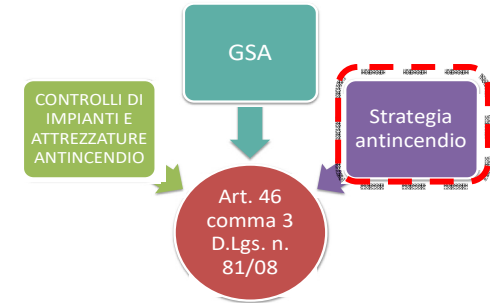 GSA
CONTROLLI DI
IMPIANTI E
ATTREZZATURE
ANTINCENDIO
Strategia
antincendio
Art. 46
comma 3
D.Lgs. n.
81/08